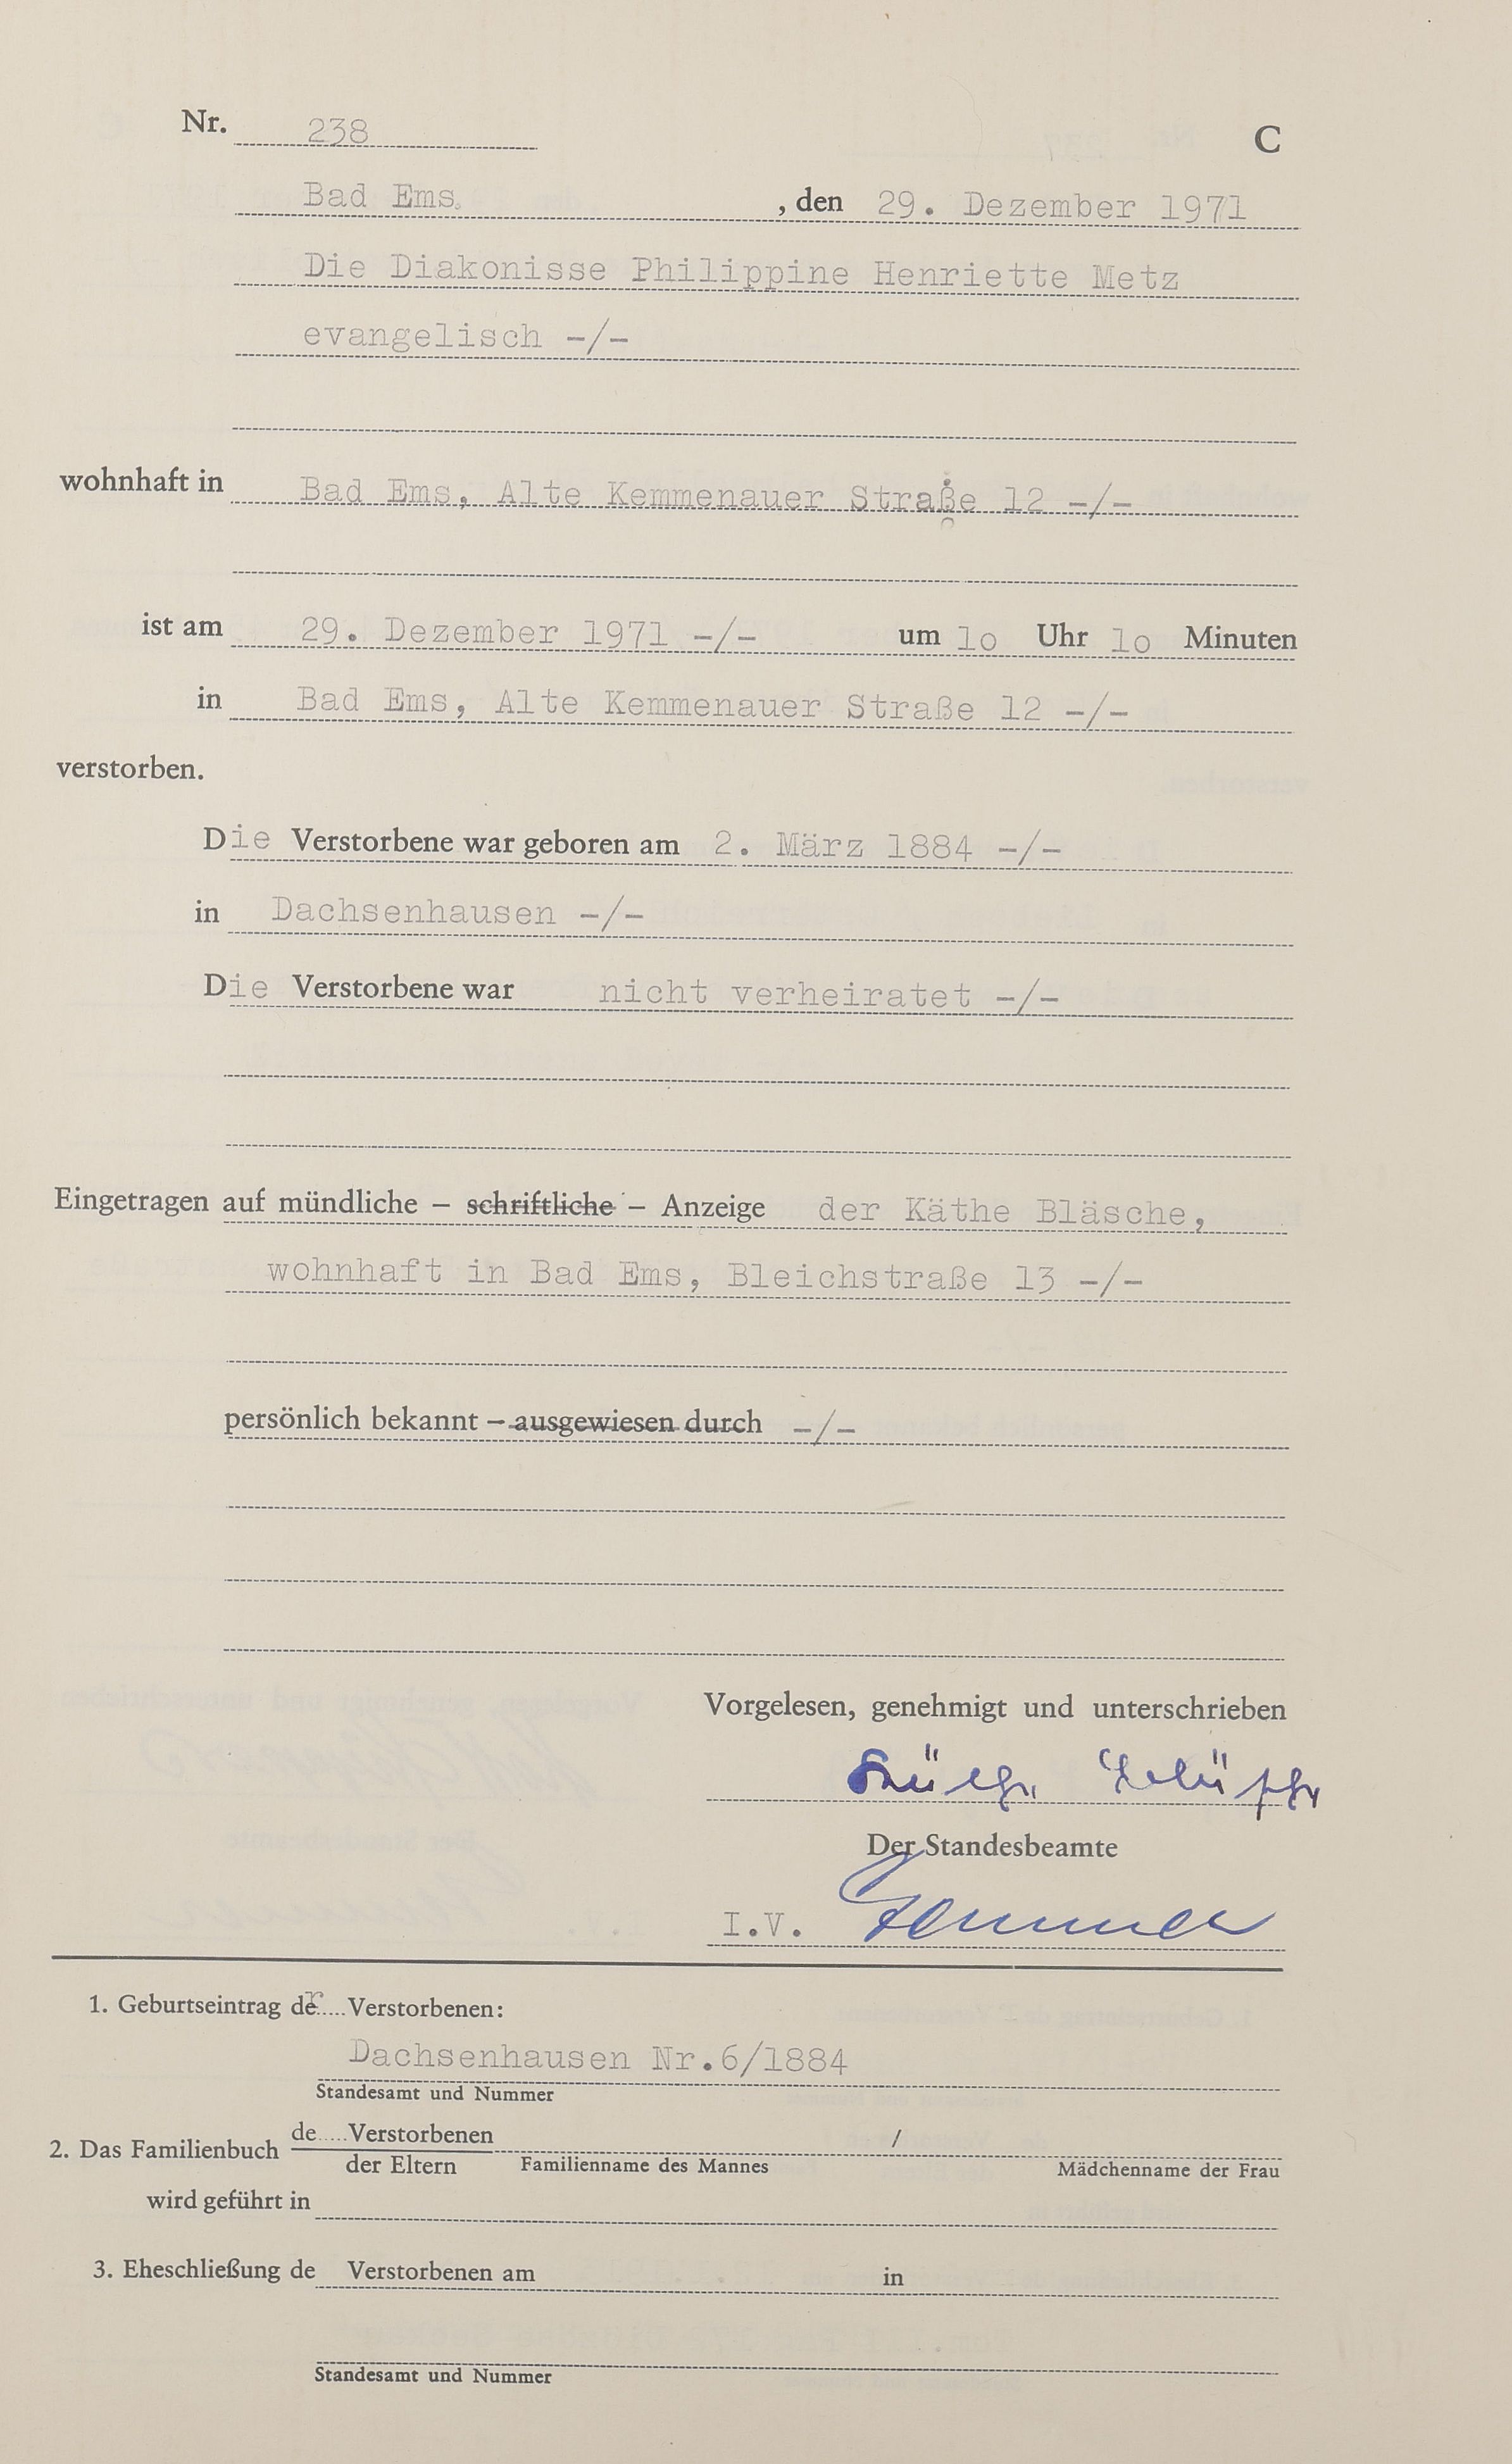 Nr. 238 C
Bad Ems , den 29. Dezember 1971
Die Diakonisse Philippine Henriette Metz
evangelisch -/-
wohnhaft in Bad Ems, Alte Kemmenauer Straße 12 -/-
ist am 29. Dezember 1971 -/- um 1o Uhr 1o Minuten
in Bad Ems, Alte Kemmenauer Straße 12 -/-
verstorben.
Die Verstorbene war geboren am 2. März 1884 -/-
in Dachsenhausen -/-
Die Verstorbene war nicht verheiratet -/-
Eingetragen auf mündliche – schriftliche – Anzeige der Käthe Bläsche,
wohnhaft in Bad Ems, Bleichstraße 13 -/-
persönlich bekannt – ausgewiesen durch -/-
Vorgelesen, genehmigt und unterschrieben
Käthe Bläsche
Der Standesbeamte
I.V.
1. Geburtseintrag der Verstorbenen:
Dachsenhausen Nr.6/1884
Standesamt und Nummer
2. Das Familienbuch de Verstorbenen /
der Eltern Familienname des Mannes Mädchenname der Frau
wird geführt in
3. Eheschließung de Verstorbenen am in
Standesamt und Nummer